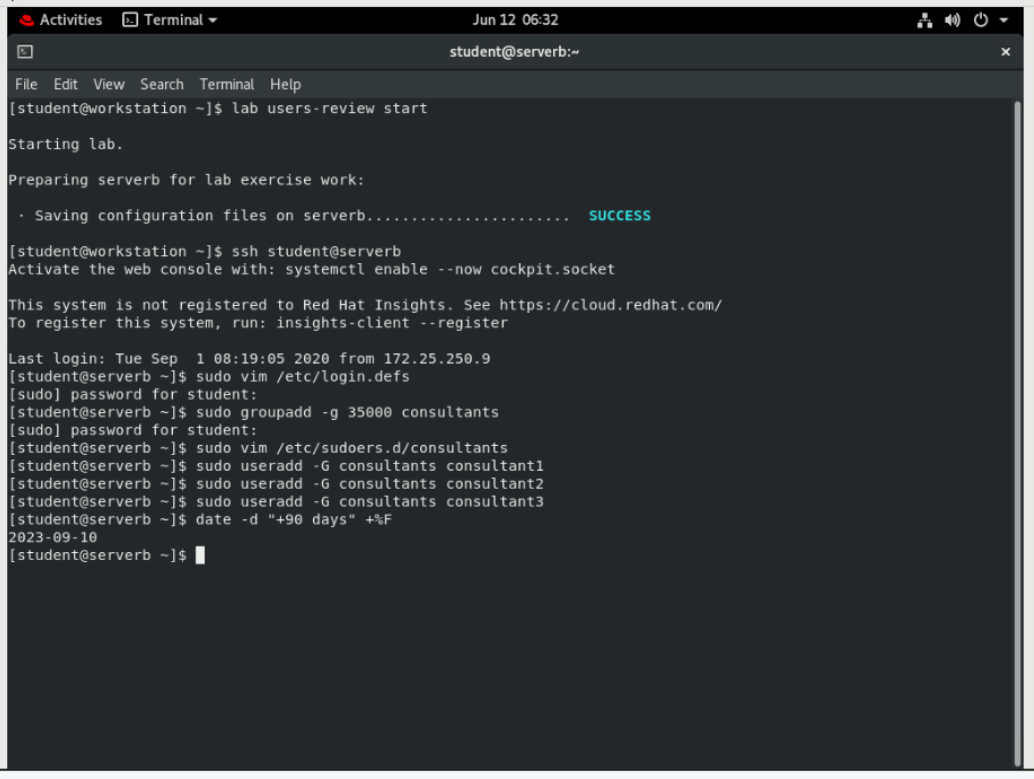 Activities Terminal Jun 12 06:32
student@serverb:~ ×
File Edit View Search Terminal Help
[student@workstation ~]$ lab users-review start
Starting lab.
Preparing serverb for lab exercise work:
· Saving configuration files on serverb....................... SUCCESS
[student@workstation ~]$ ssh student@serverb
Activate the web console with: systemctl enable --now cockpit.socket
This system is not registered to Red Hat Insights. See https://cloud.redhat.com/
To register this system, run: insights-client --register
Last login: Tue Sep  1 08:19:05 2020 from 172.25.250.9
[student@serverb ~]$ sudo vim /etc/login.defs
[sudo] password for student:
[student@serverb ~]$ sudo groupadd -g 35000 consultants
[sudo] password for student:
[student@serverb ~]$ sudo vim /etc/sudoers.d/consultants
[student@serverb ~]$ sudo useradd -G consultants consultant1
[student@serverb ~]$ sudo useradd -G consultants consultant2
[student@serverb ~]$ sudo useradd -G consultants consultant3
[student@serverb ~]$ date -d "+90 days" +%F
2023-09-10
[student@serverb ~]$